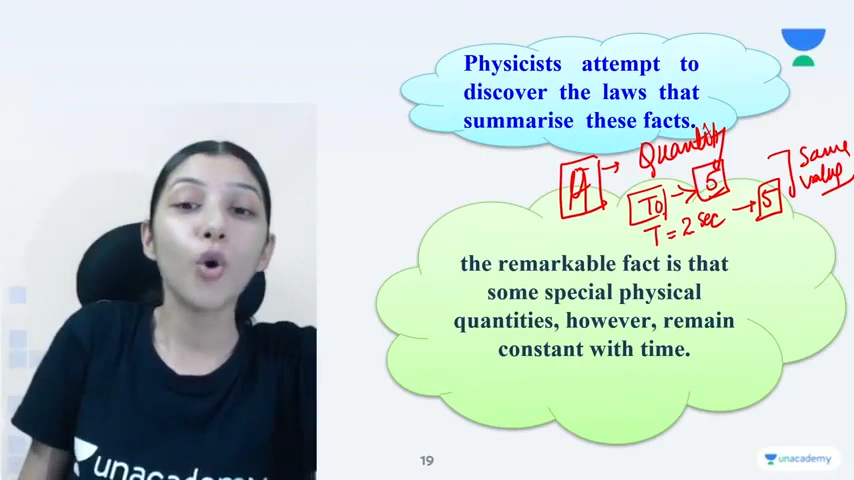 Physicists attempt to
discover the laws that
summarise these facts.
A → Quantity
T0 → 5
T = 2 sec → 5
Same
value
the remarkable fact is that
some special physical
quantities, however, remain
constant with time.
unacademy
19
unacademy